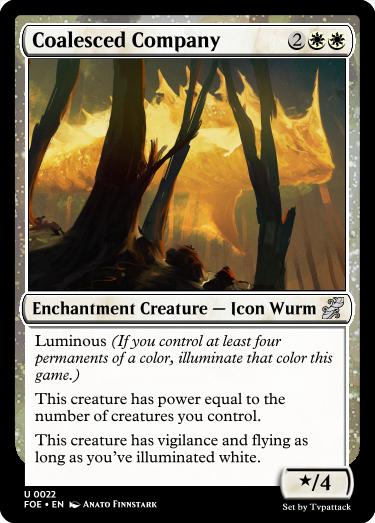 Coalesced Company 2
Enchantment Creature — Icon Wurm
Luminous (If you control at least four
permanents of a color, illuminate that color this
game.)
This creature has power equal to the
number of creatures you control.
This creature has vigilance and flying as
long as you've illuminated white.
★/4
U 0022
FOE • EN Anato Finnstark
Set by Tvpattack